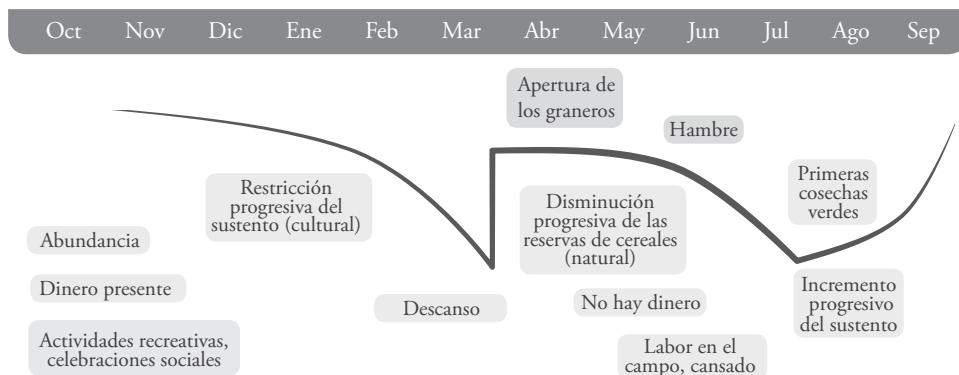 Oct Nov Dic Ene Feb Mar Abr May Jun Jul Ago Sep
Apertura de
los graneros
Hambre
Primeras
cosechas
verdes
Restricción
progresiva del
sustento (cultural)
Disminución
progresiva de las
reservas de cereales
(natural)
Abundancia
Dinero presente
Descanso
No hay dinero
Incremento
progresivo
del sustento
Actividades recreativas,
celebraciones sociales
Labor en el
campo, cansado